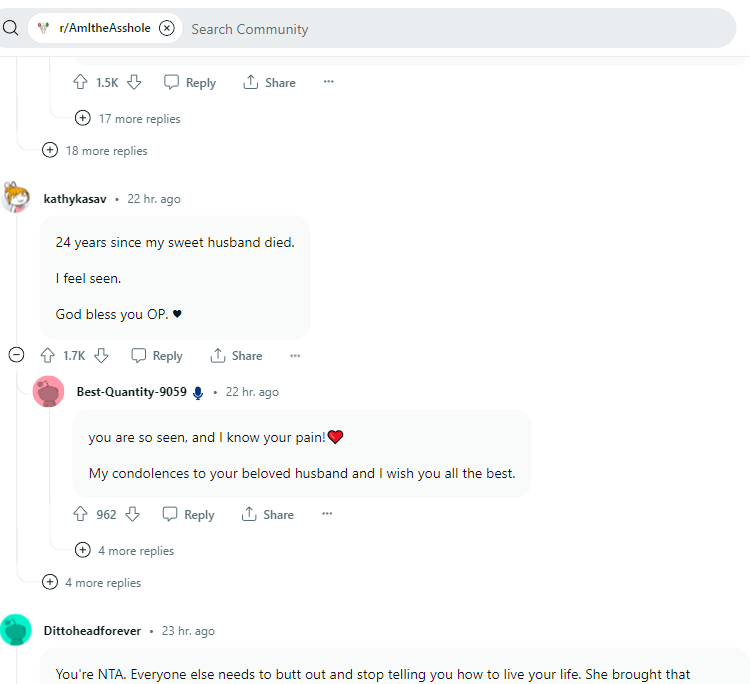 r/AmItheAsshole Search Community
1.5K Reply Share ...
17 more replies
18 more replies
kathykasav • 22 hr. ago
24 years since my sweet husband died.
I feel seen.
God bless you OP. ♥
1.7K Reply Share ...
Best-Quantity-9059 • 22 hr. ago
you are so seen, and I know your pain!❤️
My condolences to your beloved husband and I wish you all the best.
962 Reply Share ...
4 more replies
4 more replies
Dittoheadforever • 23 hr. ago
You're NTA. Everyone else needs to butt out and stop telling you how to live your life. She brought that